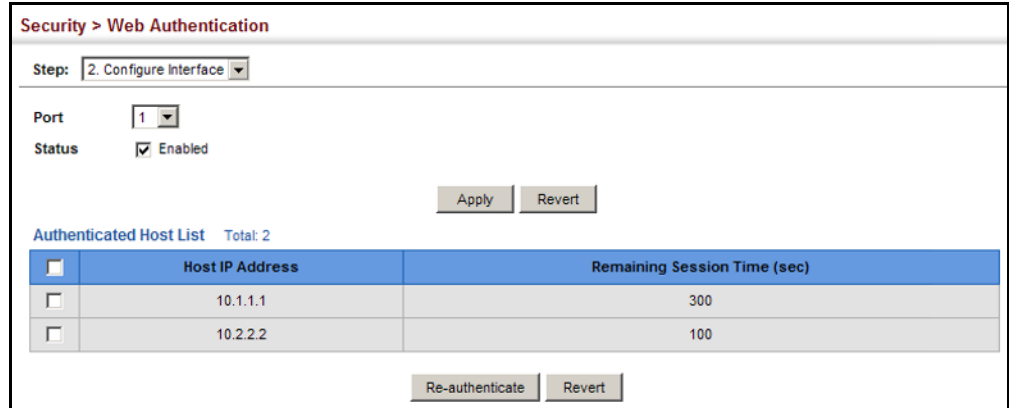 Security > Web Authentication
Step: 2. Configure Interface
Port 1
Status Enabled
Apply Revert
Authenticated Host List Total: 2
Host IP Address Remaining Session Time (sec)
10.1.1.1 300
10.2.2.2 100
Re-authenticate Revert